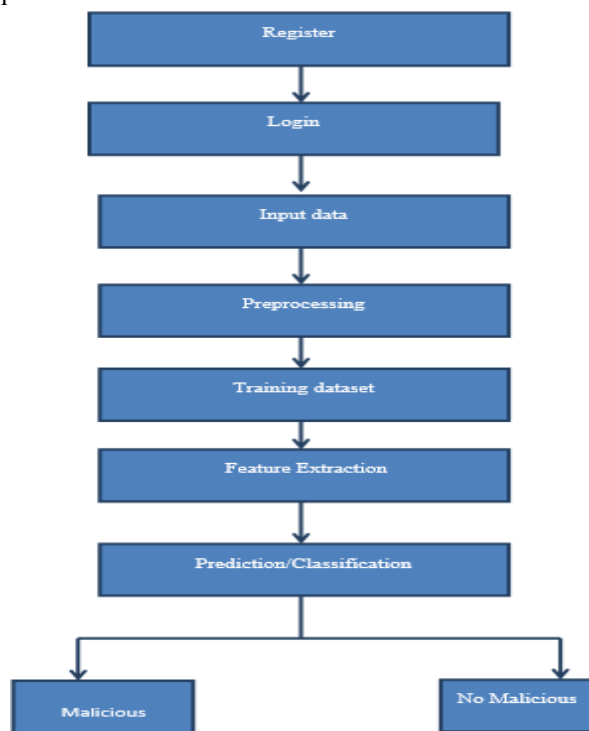 Register
Login
Input data
Preprocessing
Training dataset
Feature Extraction
Prediction/Classification
Malicious
No Malicious